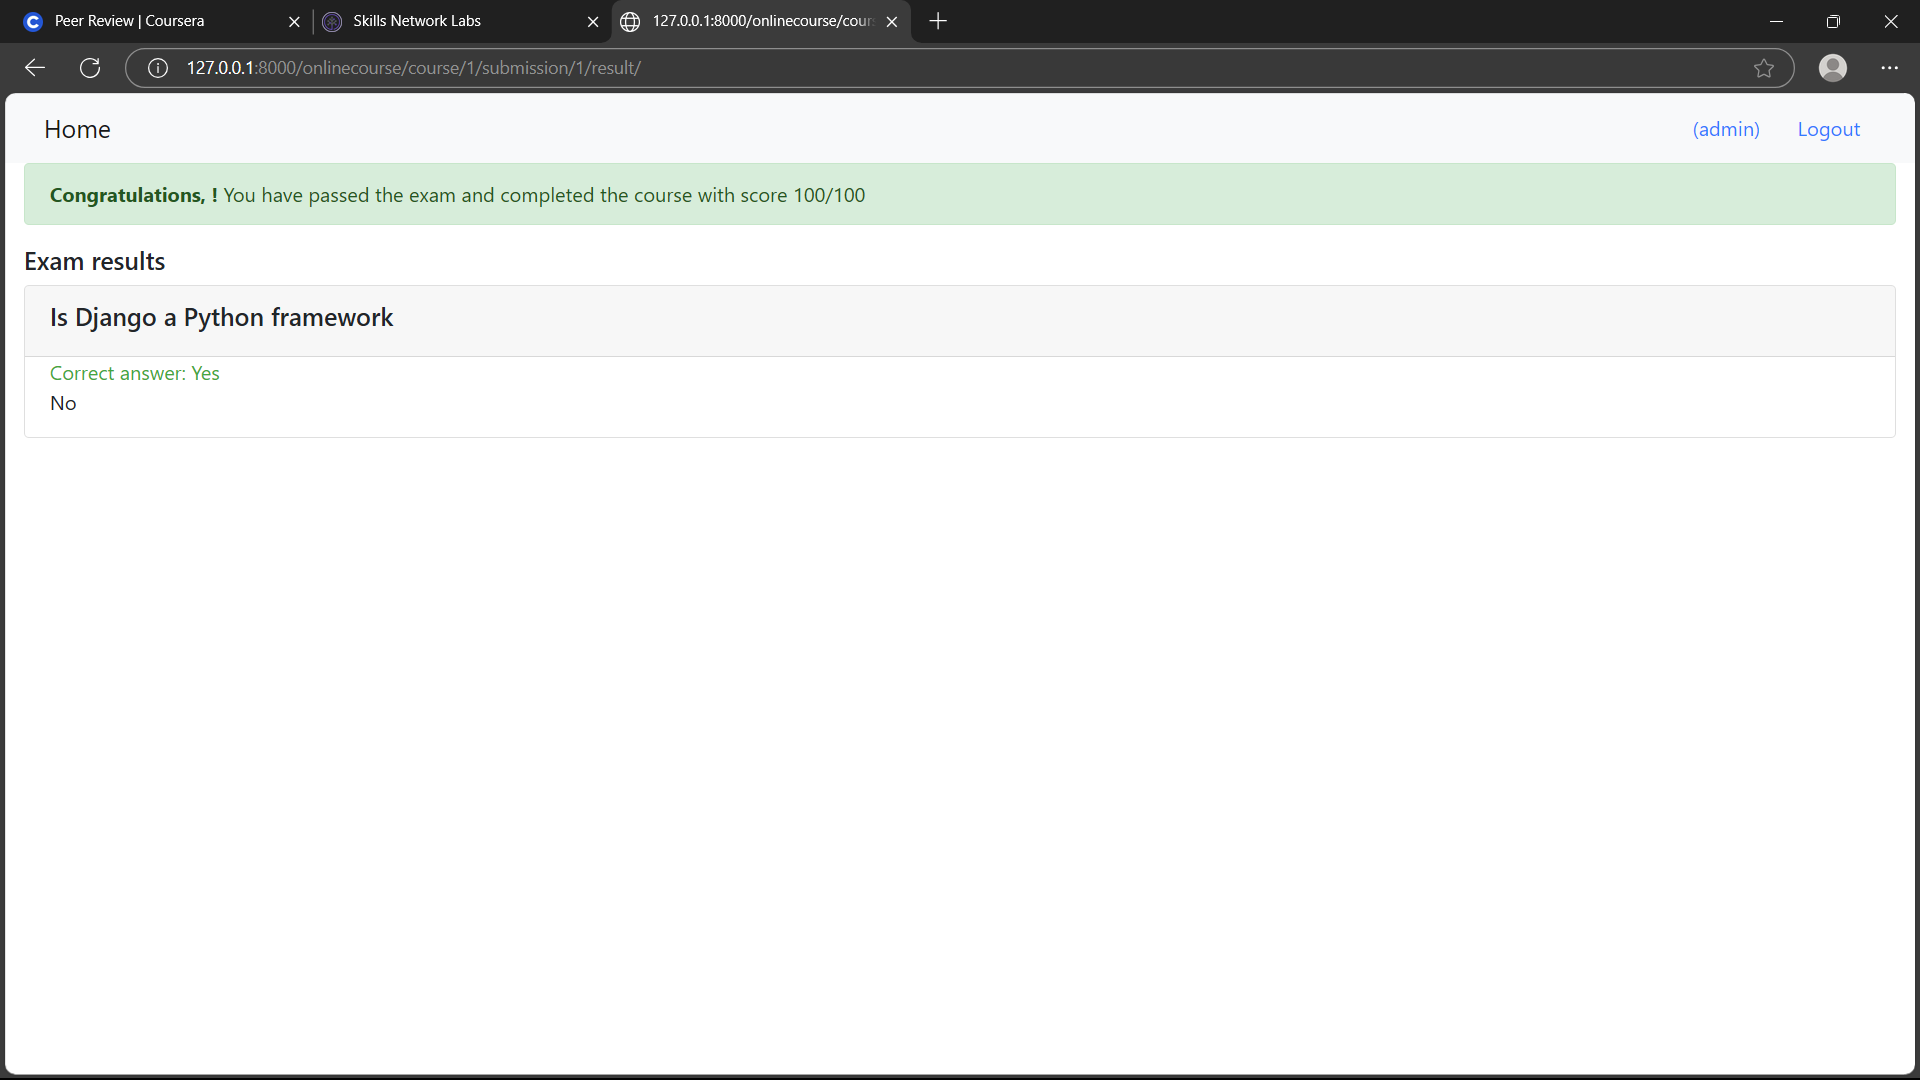 Peer Review | Coursera
Skills Network Labs
127.0.0.1:8000/onlinecourse/cour
127.0.0.1:8000/onlinecourse/course/1/submission/1/result/
Home
(admin)
Logout
Congratulations, ! You have passed the exam and completed the course with score 100/100
Exam results
Is Django a Python framework
Correct answer: Yes
No